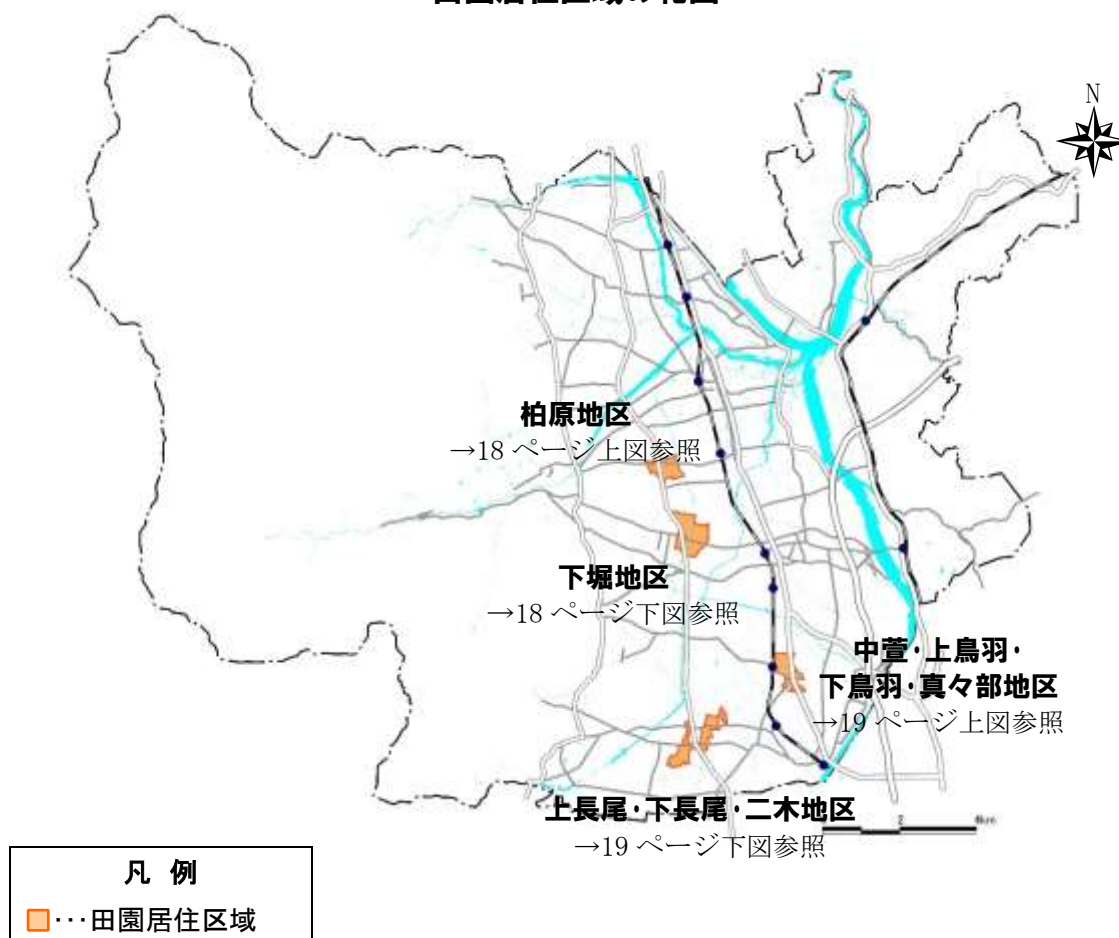 田園居住区域の範囲
N
柏原地区
→18 ページ上図参照
下堀地区
→18 ページ下図参照
中萱・上鳥羽・
下鳥羽・真々部地区
→19 ページ上図参照
上長尾・下長尾・二木地区
→19 ページ下図参照
2
凡 例
・・・田園居住区域